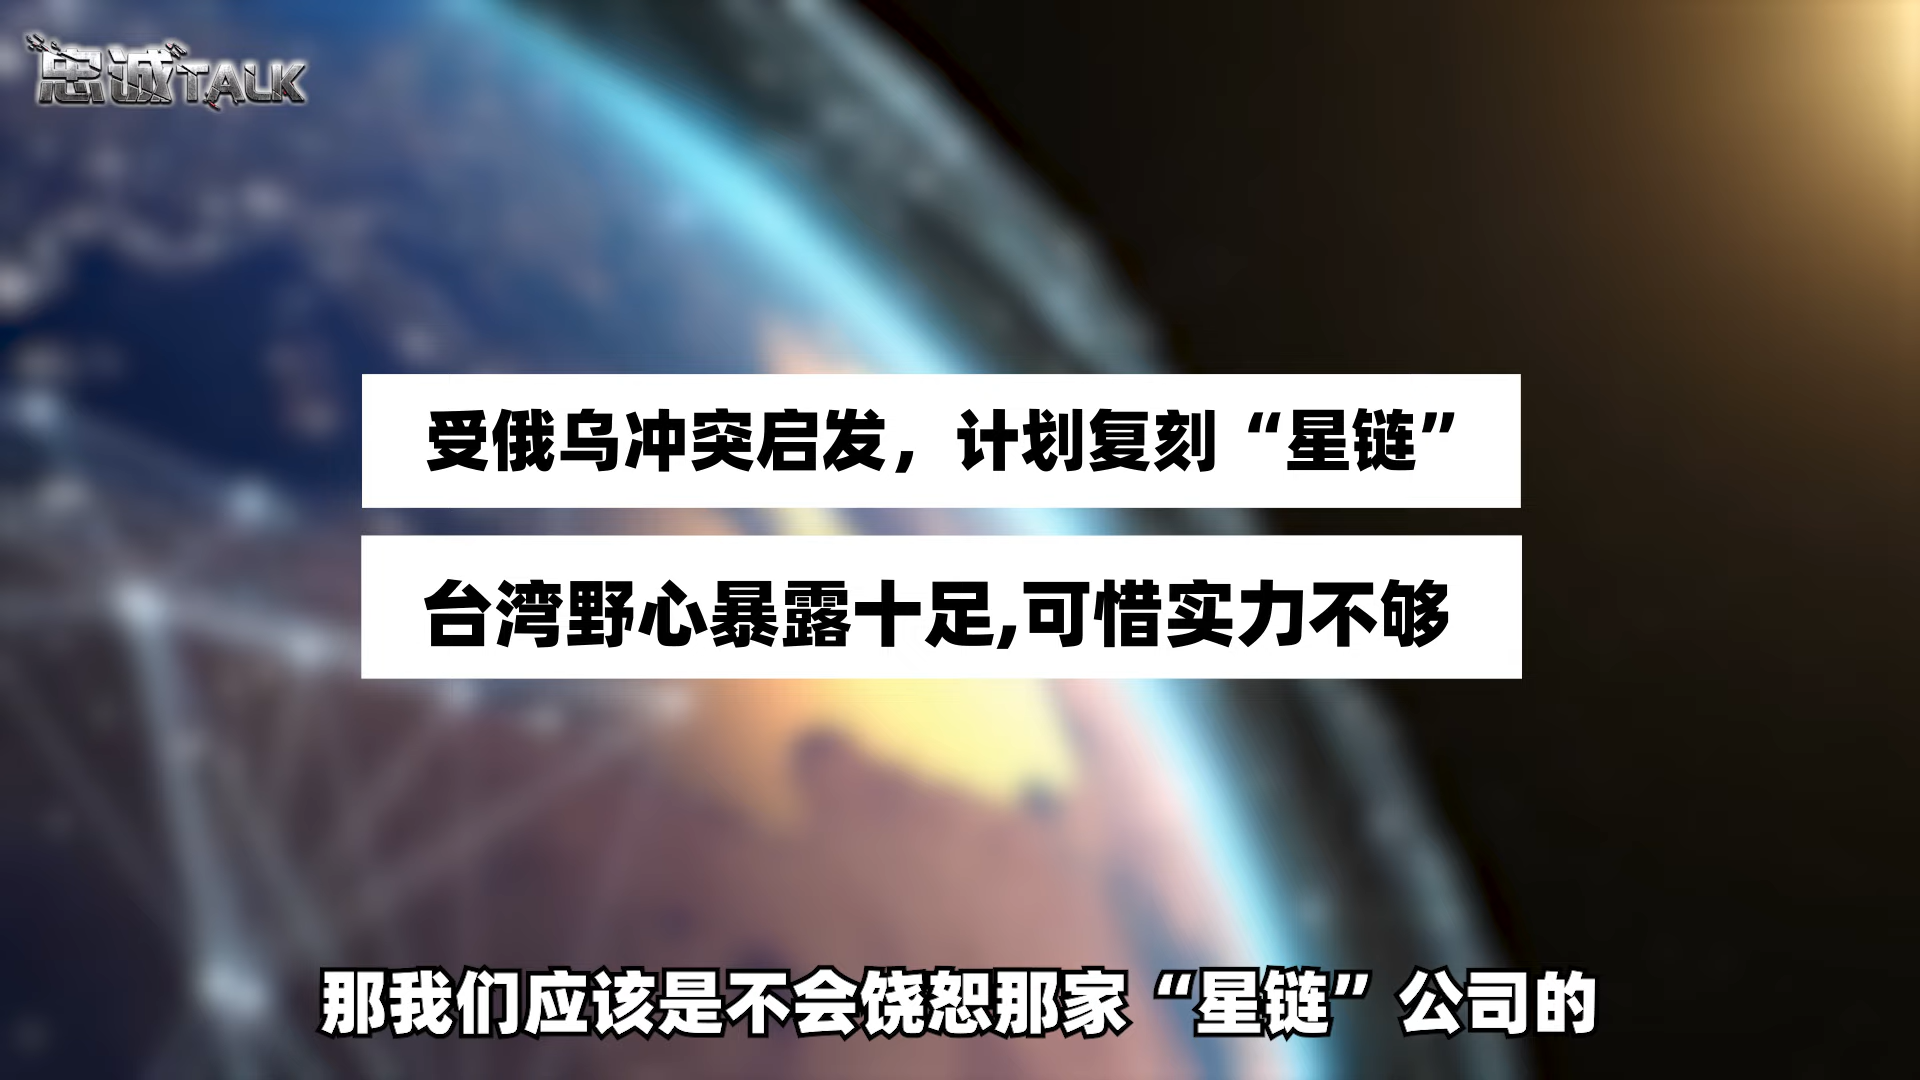 忠诚TALK
受俄乌冲突启发，计划复刻“星链”
台湾野心暴露十足,可惜实力不够
那我们应该是不会饶恕那家“星链”公司的